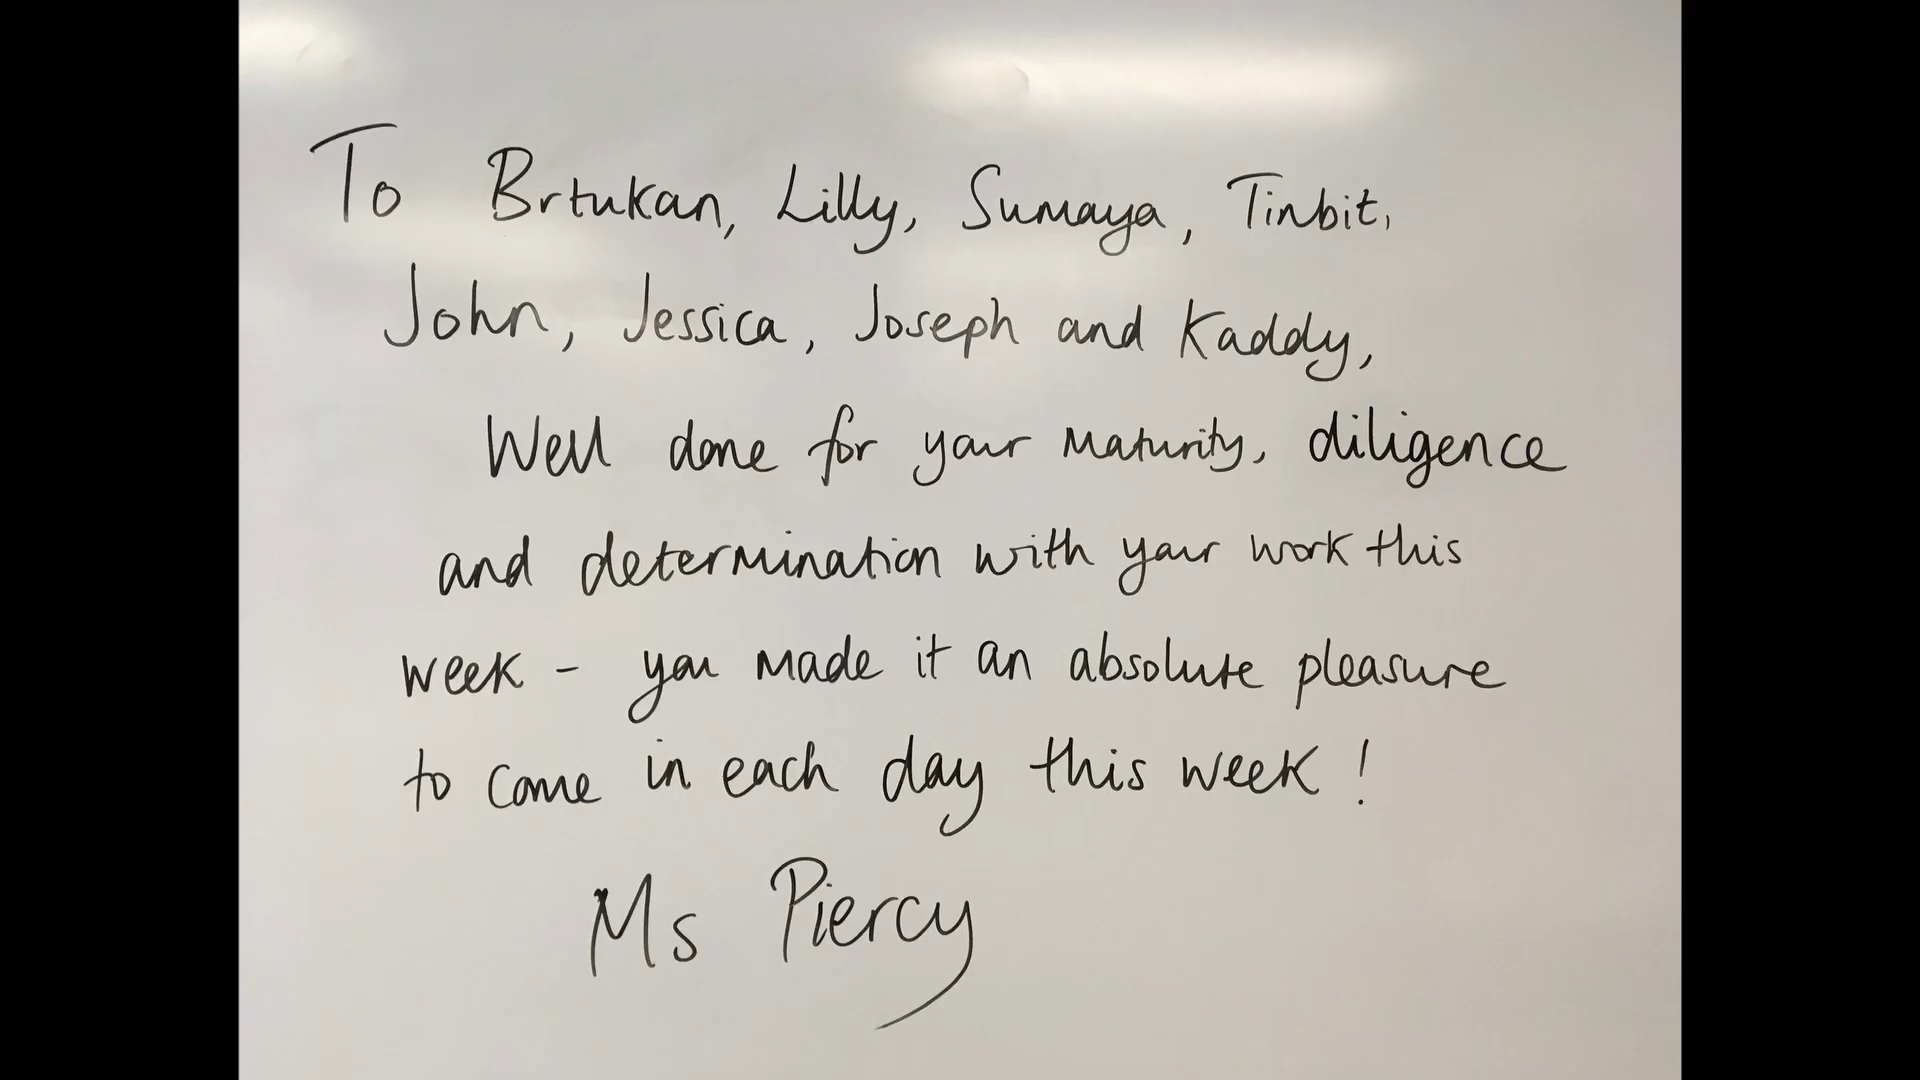 To Brtukan, Lilly, Sumaya, Tinbit,
John, Jessica, Joseph and Kaddy,
Well done for your maturity, diligence
and determination with your work this
week - you made it an absolute pleasure
to come in each day this week!
Ms Piercy